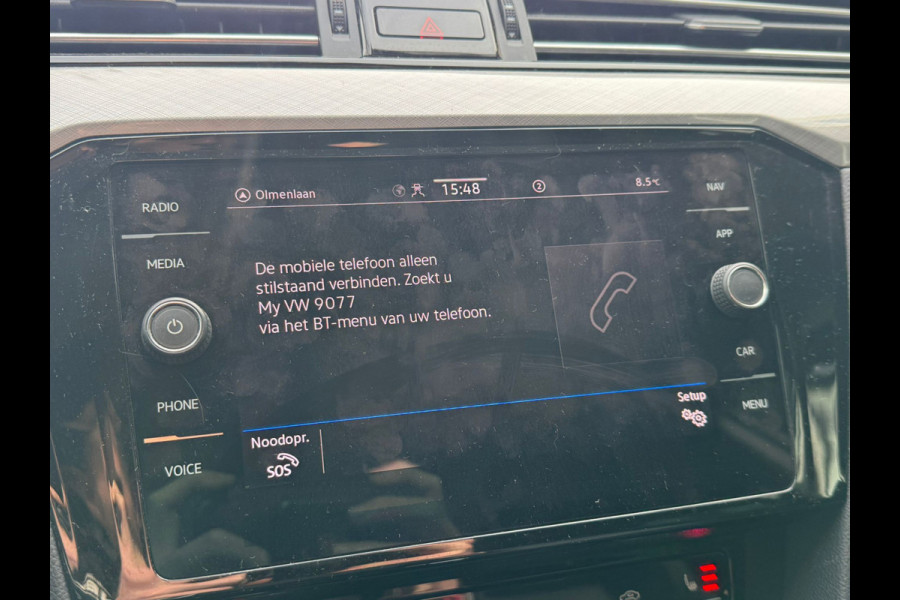 Olmenlaan 15:48 2 8.5°C
RADIO
MEDIA
PHONE
VOICE
De mobiele telefoon alleen
stilstaand verbinden. Zoekt u
My VW 9077
via het BT-menu van uw telefoon.
Noodopr.
SOS
Setup
NAV
APP
CAR
MENU